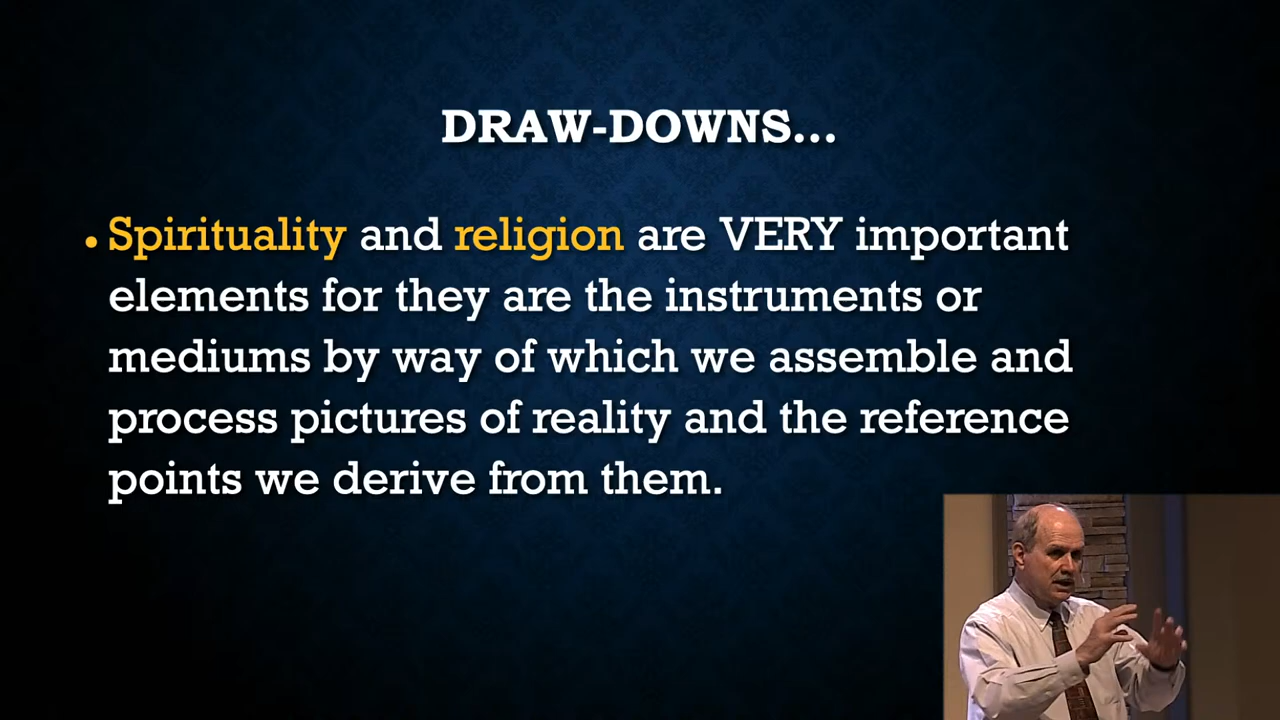 DRAW-DOWNS...
• Spirituality and religion are VERY important
elements for they are the instruments or
mediums by way of which we assemble and
process pictures of reality and the reference
points we derive from them.